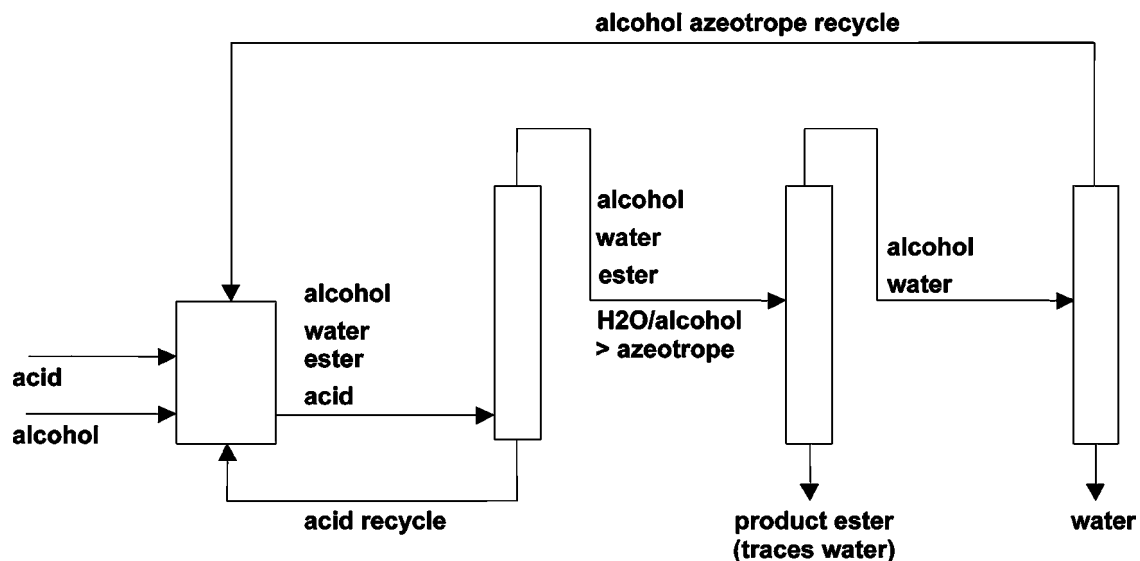 alcohol azeotrope recycle
alcohol
water
ester
H2O/alcohol
> azeotrope
alcohol
water
alcohol
water
ester
acid
acid
alcohol
acid recycle
product ester
(traces water)
water